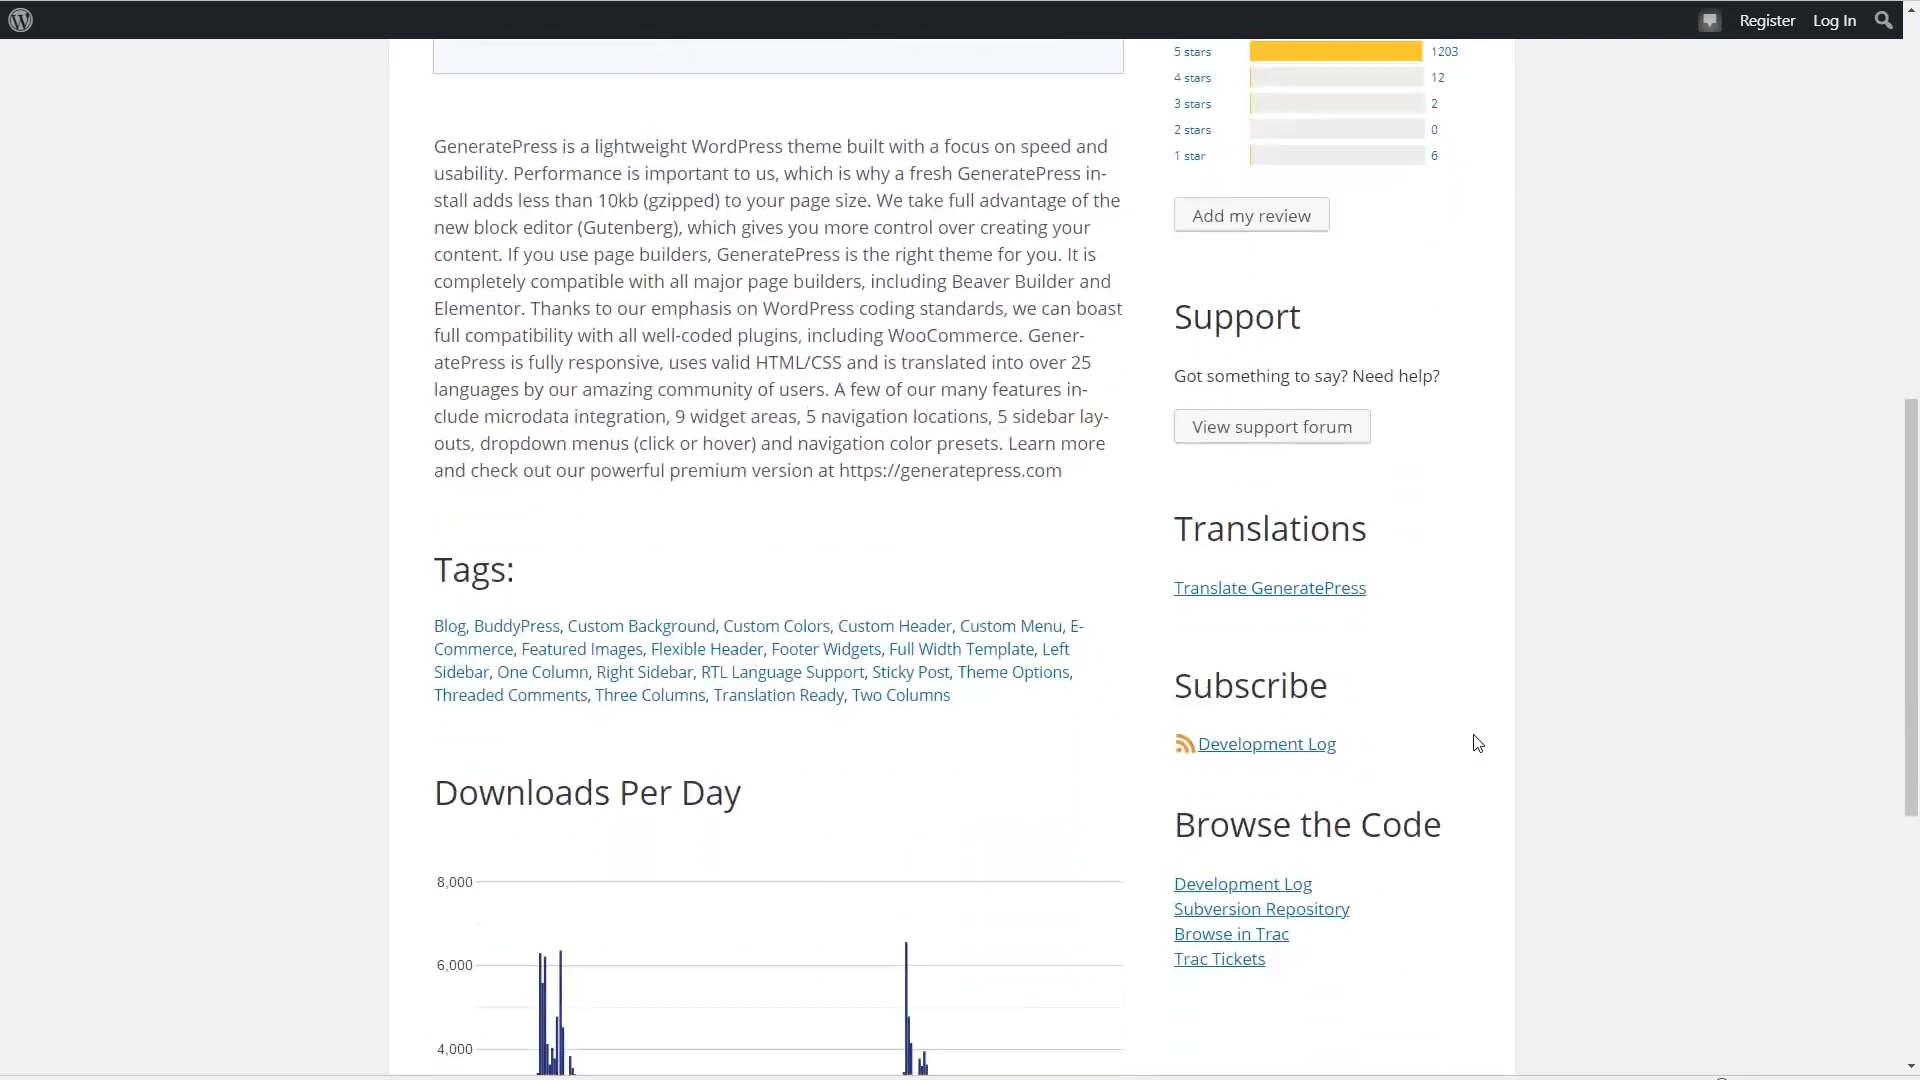 Register Log In
5 stars 1203
4 stars 12
3 stars 2
2 stars 0
1 star 6
Add my review
GeneratePress is a lightweight WordPress theme built with a focus on speed and
usability. Performance is important to us, which is why a fresh GeneratePress in-
stall adds less than 10kb (gzipped) to your page size. We take full advantage of the
new block editor (Gutenberg), which gives you more control over creating your
content. If you use page builders, GeneratePress is the right theme for you. It is
completely compatible with all major page builders, including Beaver Builder and
Elementor. Thanks to our emphasis on WordPress coding standards, we can boast
full compatibility with all well-coded plugins, including WooCommerce. Gener-
atePress is fully responsive, uses valid HTML/CSS and is translated into over 25
languages by our amazing community of users. A few of our many features in-
clude microdata integration, 9 widget areas, 5 navigation locations, 5 sidebar lay-
outs, dropdown menus (click or hover) and navigation color presets. Learn more
and check out our powerful premium version at https://generatepress.com
Support
Got something to say? Need help?
View support forum
Translations
Translate GeneratePress
Tags:
Blog, BuddyPress, Custom Background, Custom Colors, Custom Header, Custom Menu, E-
Commerce, Featured Images, Flexible Header, Footer Widgets, Full Width Template, Left
Sidebar, One Column, Right Sidebar, RTL Language Support, Sticky Post, Theme Options,
Threaded Comments, Three Columns, Translation Ready, Two Columns
Subscribe
Development Log
Downloads Per Day
8,000
6,000
4,000
Browse the Code
Development Log
Subversion Repository
Browse in Trac
Trac Tickets